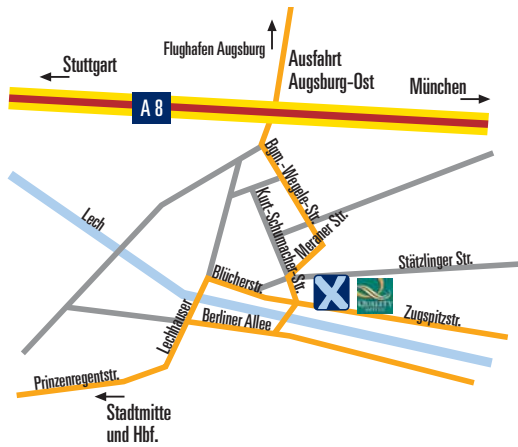 Flughafen Augsburg
Stuttgart
Ausfahrt
Augsburg-Ost
München
A 8
Bgm.-Wegele-Str.
Kurt-Schumacher-Str.
Meraner Str.
Lech
Stätzlinger Str.
Blücherstr.
QUALITY
Zugspitzstr.
Lechhauser
Berliner Allee
Prinzenregentstr.
Stadtmitte
und Hbf.